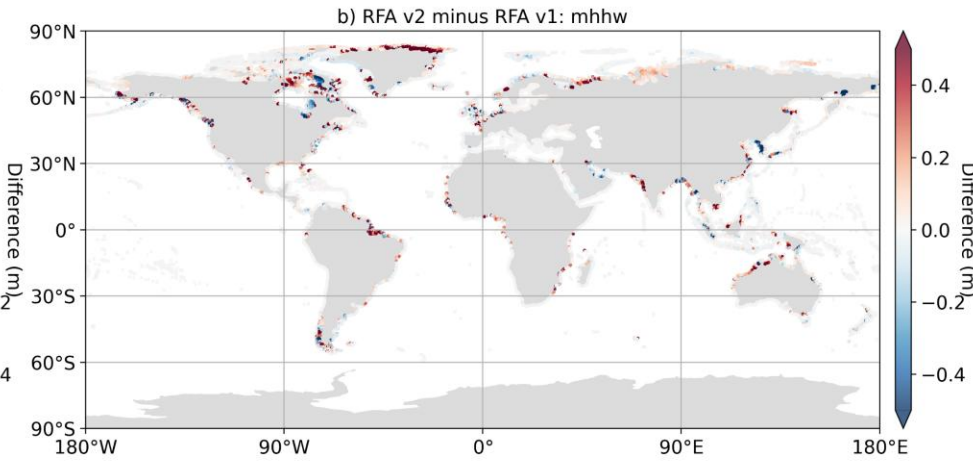 b) RFA v2 minus RFA v1: mhhw
90°N
60°N
30°N
0°
30°S
60°S
90°S
180°W
90°W
0°
90°E
180°E
Difference (m)
2
4
0.4
0.2
0.0
−0.2
−0.4
Difference (m)